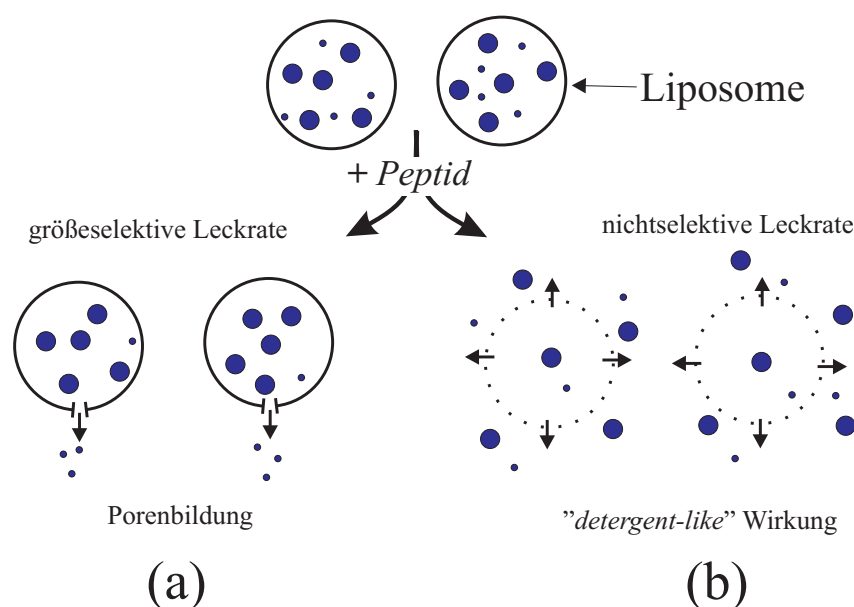 Liposome
+ Peptid
größeselektive Leckrate
nichtselektive Leckrate
Porenbildung
”detergent-like” Wirkung
(a)
(b)